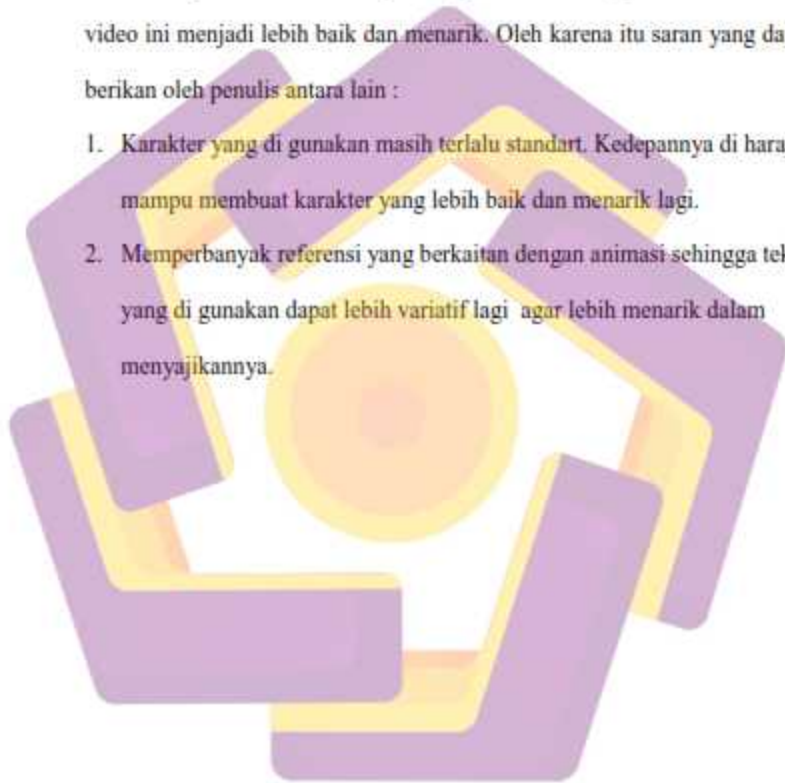 video ini menjadi lebih baik dan menarik. Oleh karena itu saran yang da
berikan oleh penulis antara lain :
1. Karakter yang di gunakan masih terlalu standart. Kedepannya di hara
mampu membuat karakter yang lebih baik dan menarik lagi.
2. Memperbanyak referensi yang berkaitan dengan animasi sehingga tek
yang di gunakan dapat lebih variatif lagi agar lebih menarik dalam
menyajikannya.